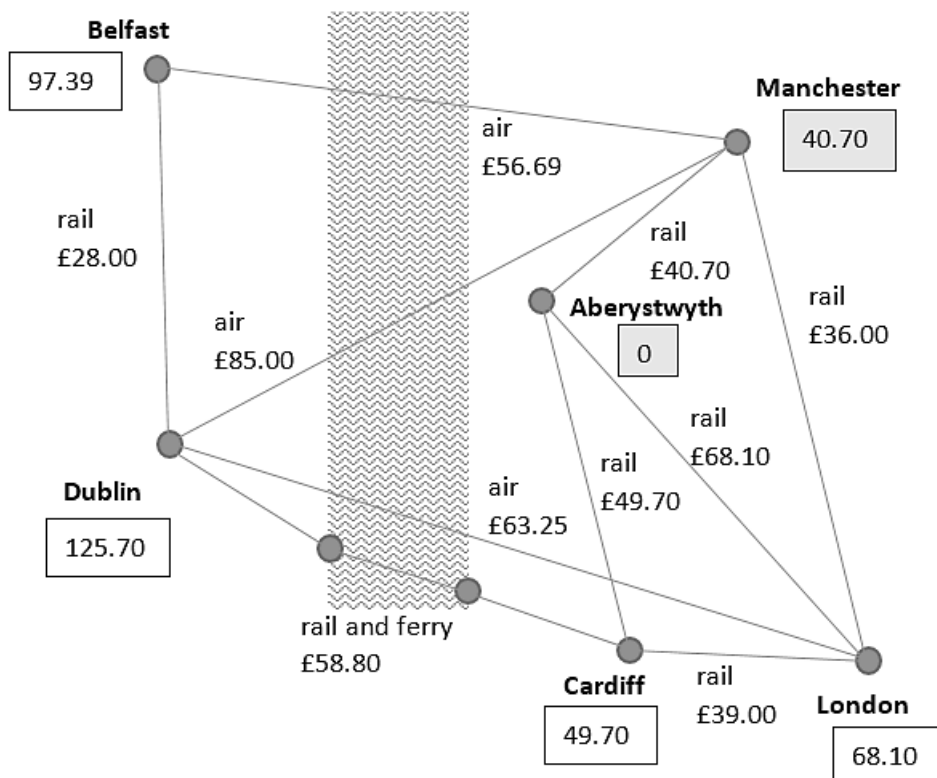 Belfast
97.39
Manchester
40.70
air
£56.69
rail
£28.00
rail
£40.70
Aberystwyth
0
rail
£36.00
air
£85.00
rail
£68.10
rail
£49.70
Dublin
125.70
air
£63.25
rail and ferry
£58.80
Cardiff
49.70
rail
£39.00
London
68.10